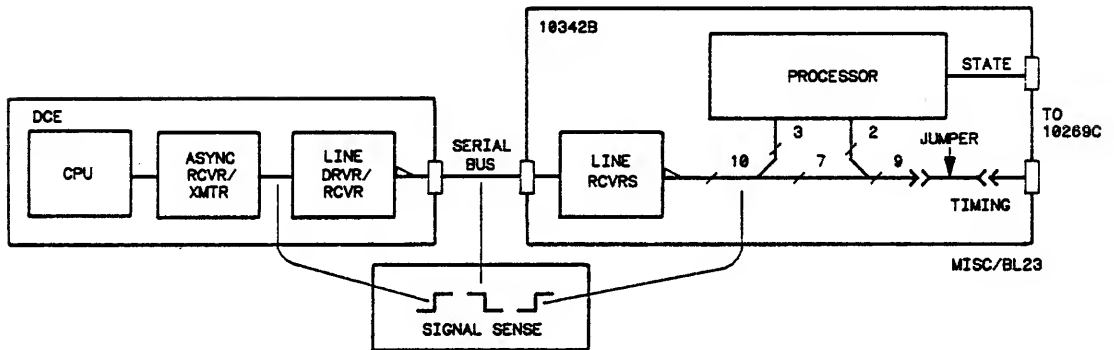 10342B
PROCESSOR
STATE
TO
10269C
DCE
CPU
ASYNC
RCVR/
XMTR
LINE
DRVR/
RCVR
SERIAL
BUS
LINE
RCVRS
10
3
7
2
9
JUMPER
TIMING
MISC/BL23
SIGNAL SENSE